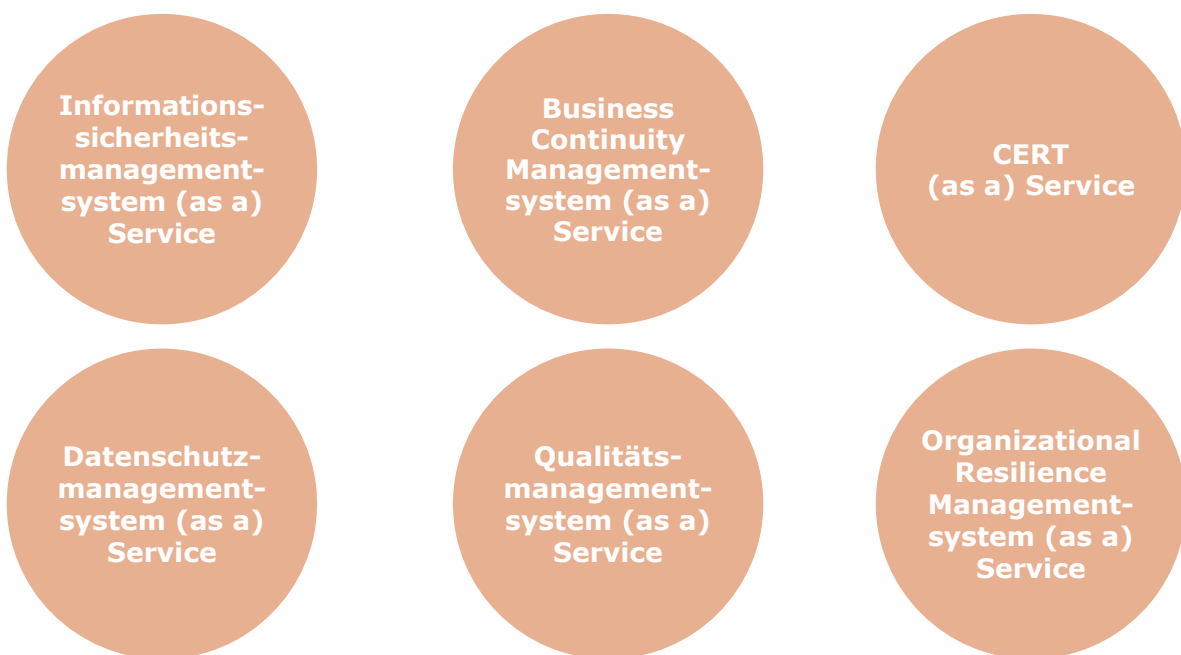 Informations-
sicherheits-
management-
system (as a)
Service
Business
Continuity
Management-
system (as a)
Service
CERT
(as a) Service
Datenschutz-
management-
system (as a)
Service
Qualitäts-
management-
system (as a)
Service
Organizational
Resilience
Management-
system (as a)
Service